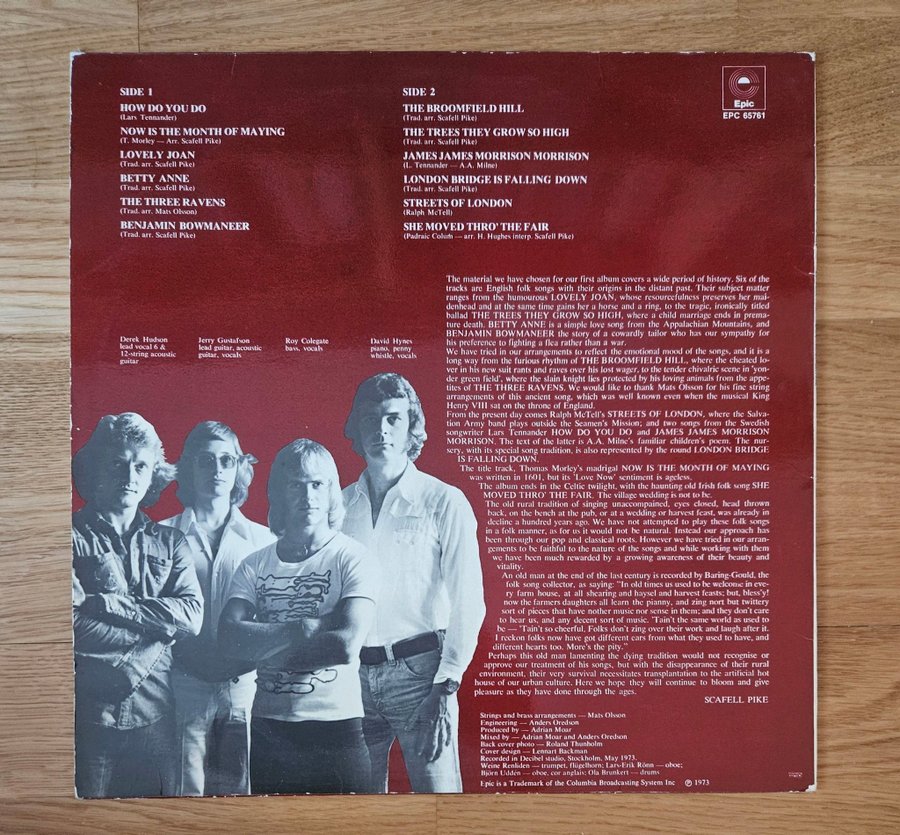 SIDE 1
HOW DO YOU DO
(Lars Tennander)
NOW IS THE MONTH OF MAYING
(T. Morley — Arr. Scafell Pike)
LOVELY JOAN
(Trad. arr. Scafell Pike)
BETTY ANNE
(Trad. arr. Scafell Pike)
THE THREE RAVENS
(Trad. arr. Mats Olsson)
BENJAMIN BOWMANEER
(Trad. arr. Scafell Pike)
SIDE 2
THE BROOMFIELD HILL
(Trad. arr. Scafell Pike)
THE TREES THEY GROW SO HIGH
(Trad. arr. Scafell Pike)
JAMES JAMES MORRISON MORRISON
(L. Tennander — A.A. Milne)
LONDON BRIDGE IS FALLING DOWN
(Trad. arr. Scafell Pike)
STREETS OF LONDON
(Ralph McTell)
SHE MOVED THRO' THE FAIR
(Padraic Colum — arr. H. Hughes interp. Scafell Pike)
Epic
EPC 65761
The material we have chosen for our first album covers a wide period of history. Six of the
tracks are English folk songs with their origins in the distant past. Their subject matter
ranges from the humourous LOVELY JOAN, whose resourcefulness preserves her mai-
denhead and at the same time gains her a horse and a ring, to the tragic, ironically titled
ballad THE TREES THEY GROW SO HIGH, where a child marriage ends in prema-
ture death. BETTY ANNE is a simple love song from the Appalachian Mountains, and
BENJAMIN BOWMANEER the story of a cowardly tailor who has our sympathy for
his preference to fighting a flea rather than a war.
We have tried in our arrangements to reflect the emotional mood of the songs, and it is a
long way from the furious rhythm of THE BROOMFIELD HILL, where the cheated lo-
ver in his new suit rants and raves over his lost wager, to the tender chivalric scene in 'yon-
der green field', where the slain knight lies protected by his loving animals from the appe-
tites of THE THREE RAVENS. We would like to thank Mats Olsson for his fine string
arrangements of this ancient song, which was well known even when the musical King
Henry VIII sat on the throne of England.
From the present day comes Ralph McTell's STREETS OF LONDON, where the Salva-
tion Army band plays outside the Seamen's Mission; and two songs from the Swedish
songwriter Lars Tennander HOW DO YOU DO and JAMES JAMES MORRISON
MORRISON. The text of the latter is A.A. Milne's familiar children's poem. The nur-
sery, with its special song tradition, is also represented by the round LONDON BRIDGE
IS FALLING DOWN.
The title track, Thomas Morley's madrigal NOW IS THE MONTH OF MAYING
was written in 1601, but its 'Love Now' sentiment is ageless.
The album ends in the Celtic twilight, with the haunting old Irish folk song SHE
MOVED THRO' THE FAIR. The village wedding is not to be.
The old rural tradition of singing unaccompanied, eyes closed, head thrown
back, on the bench at the pub, or at a wedding or harvest feast, was already in
decline a hundred years ago. We have not attempted to play these folk songs
in a folk manner, as for us it would not be natural. Instead our approach has
been through our pop and classical roots. However we have tried in our arran-
gements to be faithful to the nature of the songs and while working with them
we have been much rewarded by a growing awareness of their beauty and
vitality.
An old man at the end of the last century is recorded by Baring-Gould, the
folk song collector, as saying: "In old times us used to be welcome in eve-
ry farm house, at all shearing and haysel and harvest feasts; but, bless'y!
now the farmers daughters all learn the pianny, and zing nort but twittery
sort of pieces that have nother music nor sense in them; and they don't care
to hear us, and any decent sort of music. 'Tain't the same world as used to
be — 'Tain't so cheerful. Folks don't zing over their work and laugh after it.
I reckon folks now have got different ears from what they used to have, and
different hearts too. More's the pity."
Perhaps this old man lamenting the dying tradition would not recognise or
approve our treatment of his songs, but with the disappearance of their rural
environment, their very survival necessitates transplantation to the artificial hot
house of our urban culture. Here we hope they will continue to bloom and give
pleasure as they have done through the ages.
SCAFELL PIKE
Derek Hudson
lead vocal 6 &
12-string acoustic
guitar
Jerry Gustafson
lead guitar, acoustic
guitar, vocals
Roy Colegate
bass, vocals
David Hynes
piano, penny
whistle, vocals
Strings and brass arrangements — Mats Olsson
Engineering — Anders Oredson
Produced by — Adrian Moar
Mixed by — Adrian Moar and Anders Oredson
Back cover photo — Roland Thunholm
Cover design — Lennart Backman
Recorded in Decibel studio, Stockholm. May 1973.
Weine Renliden — trumpet, flügelhorn; Lars-Erik Rönn — oboe;
Björn Udden — oboe, cor anglais; Ola Brunkert — drums
Epic is a Trademark of the Columbia Broadcasting System Inc ℗ 1973